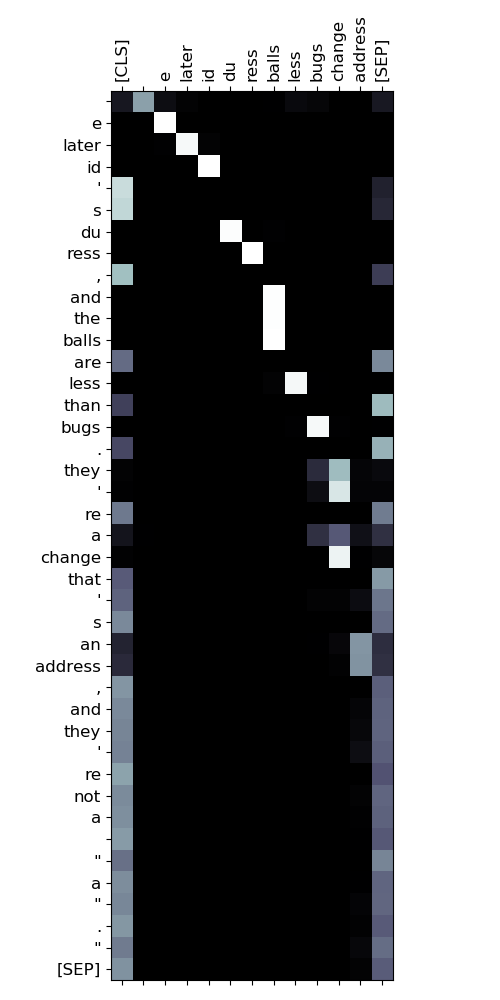 [CLS]
e
later
id
du
ress
balls
less
bugs
change
address
[SEP]
e
later
id
'
s
du
ress
,
and
the
balls
are
less
than
bugs
.
they
'
re
a
change
that
'
s
an
address
,
and
they
'
re
not
a
"
a
"
.
"
[SEP]